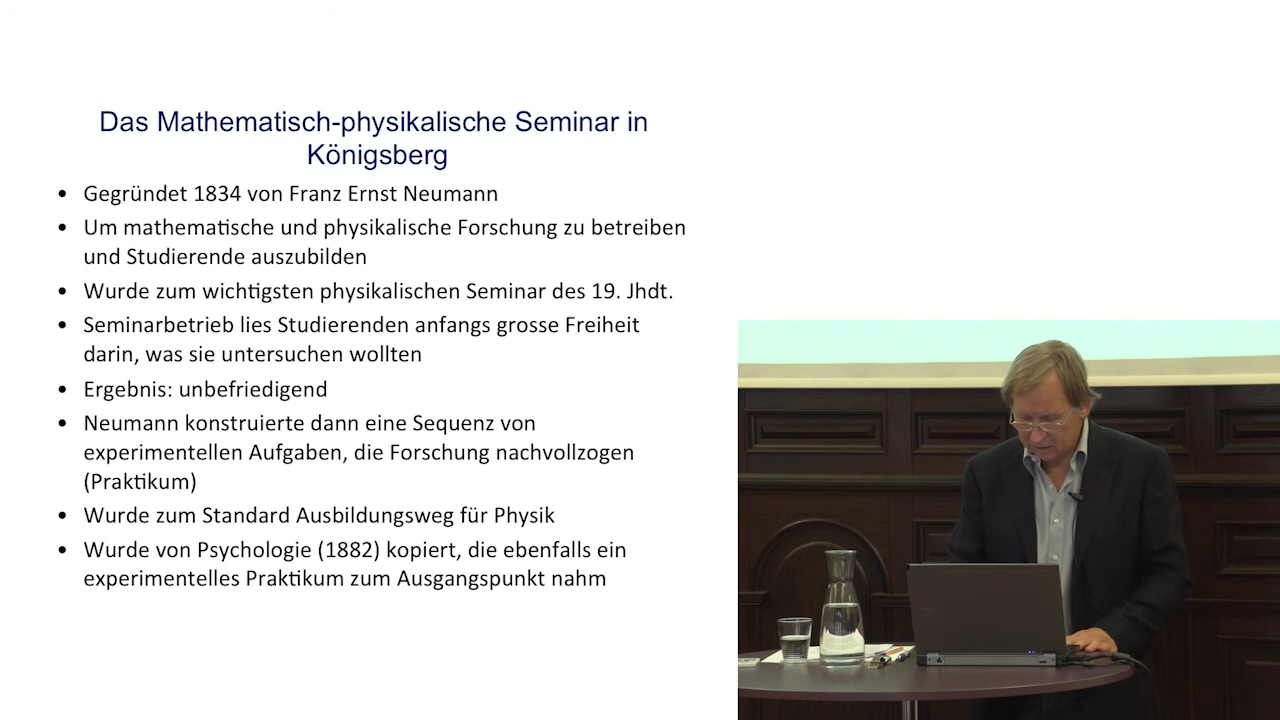 Das Mathematisch-physikalische Seminar in
Königsberg
• Gegründet 1834 von Franz Ernst Neumann
• Um mathematische und physikalische Forschung zu betreiben
und Studierende auszubilden
• Wurde zum wichtigsten physikalischen Seminar des 19. Jhdt.
• Seminarbetrieb lies Studierenden anfangs grosse Freiheit
darin, was sie untersuchen wollten
• Ergebnis: unbefriedigend
• Neumann konstruierte dann eine Sequenz von
experimentellen Aufgaben, die Forschung nachvollzogen
(Praktikum)
• Wurde zum Standard Ausbildungsweg für Physik
• Wurde von Psychologie (1882) kopiert, die ebenfalls ein
experimentelles Praktikum zum Ausgangspunkt nahm